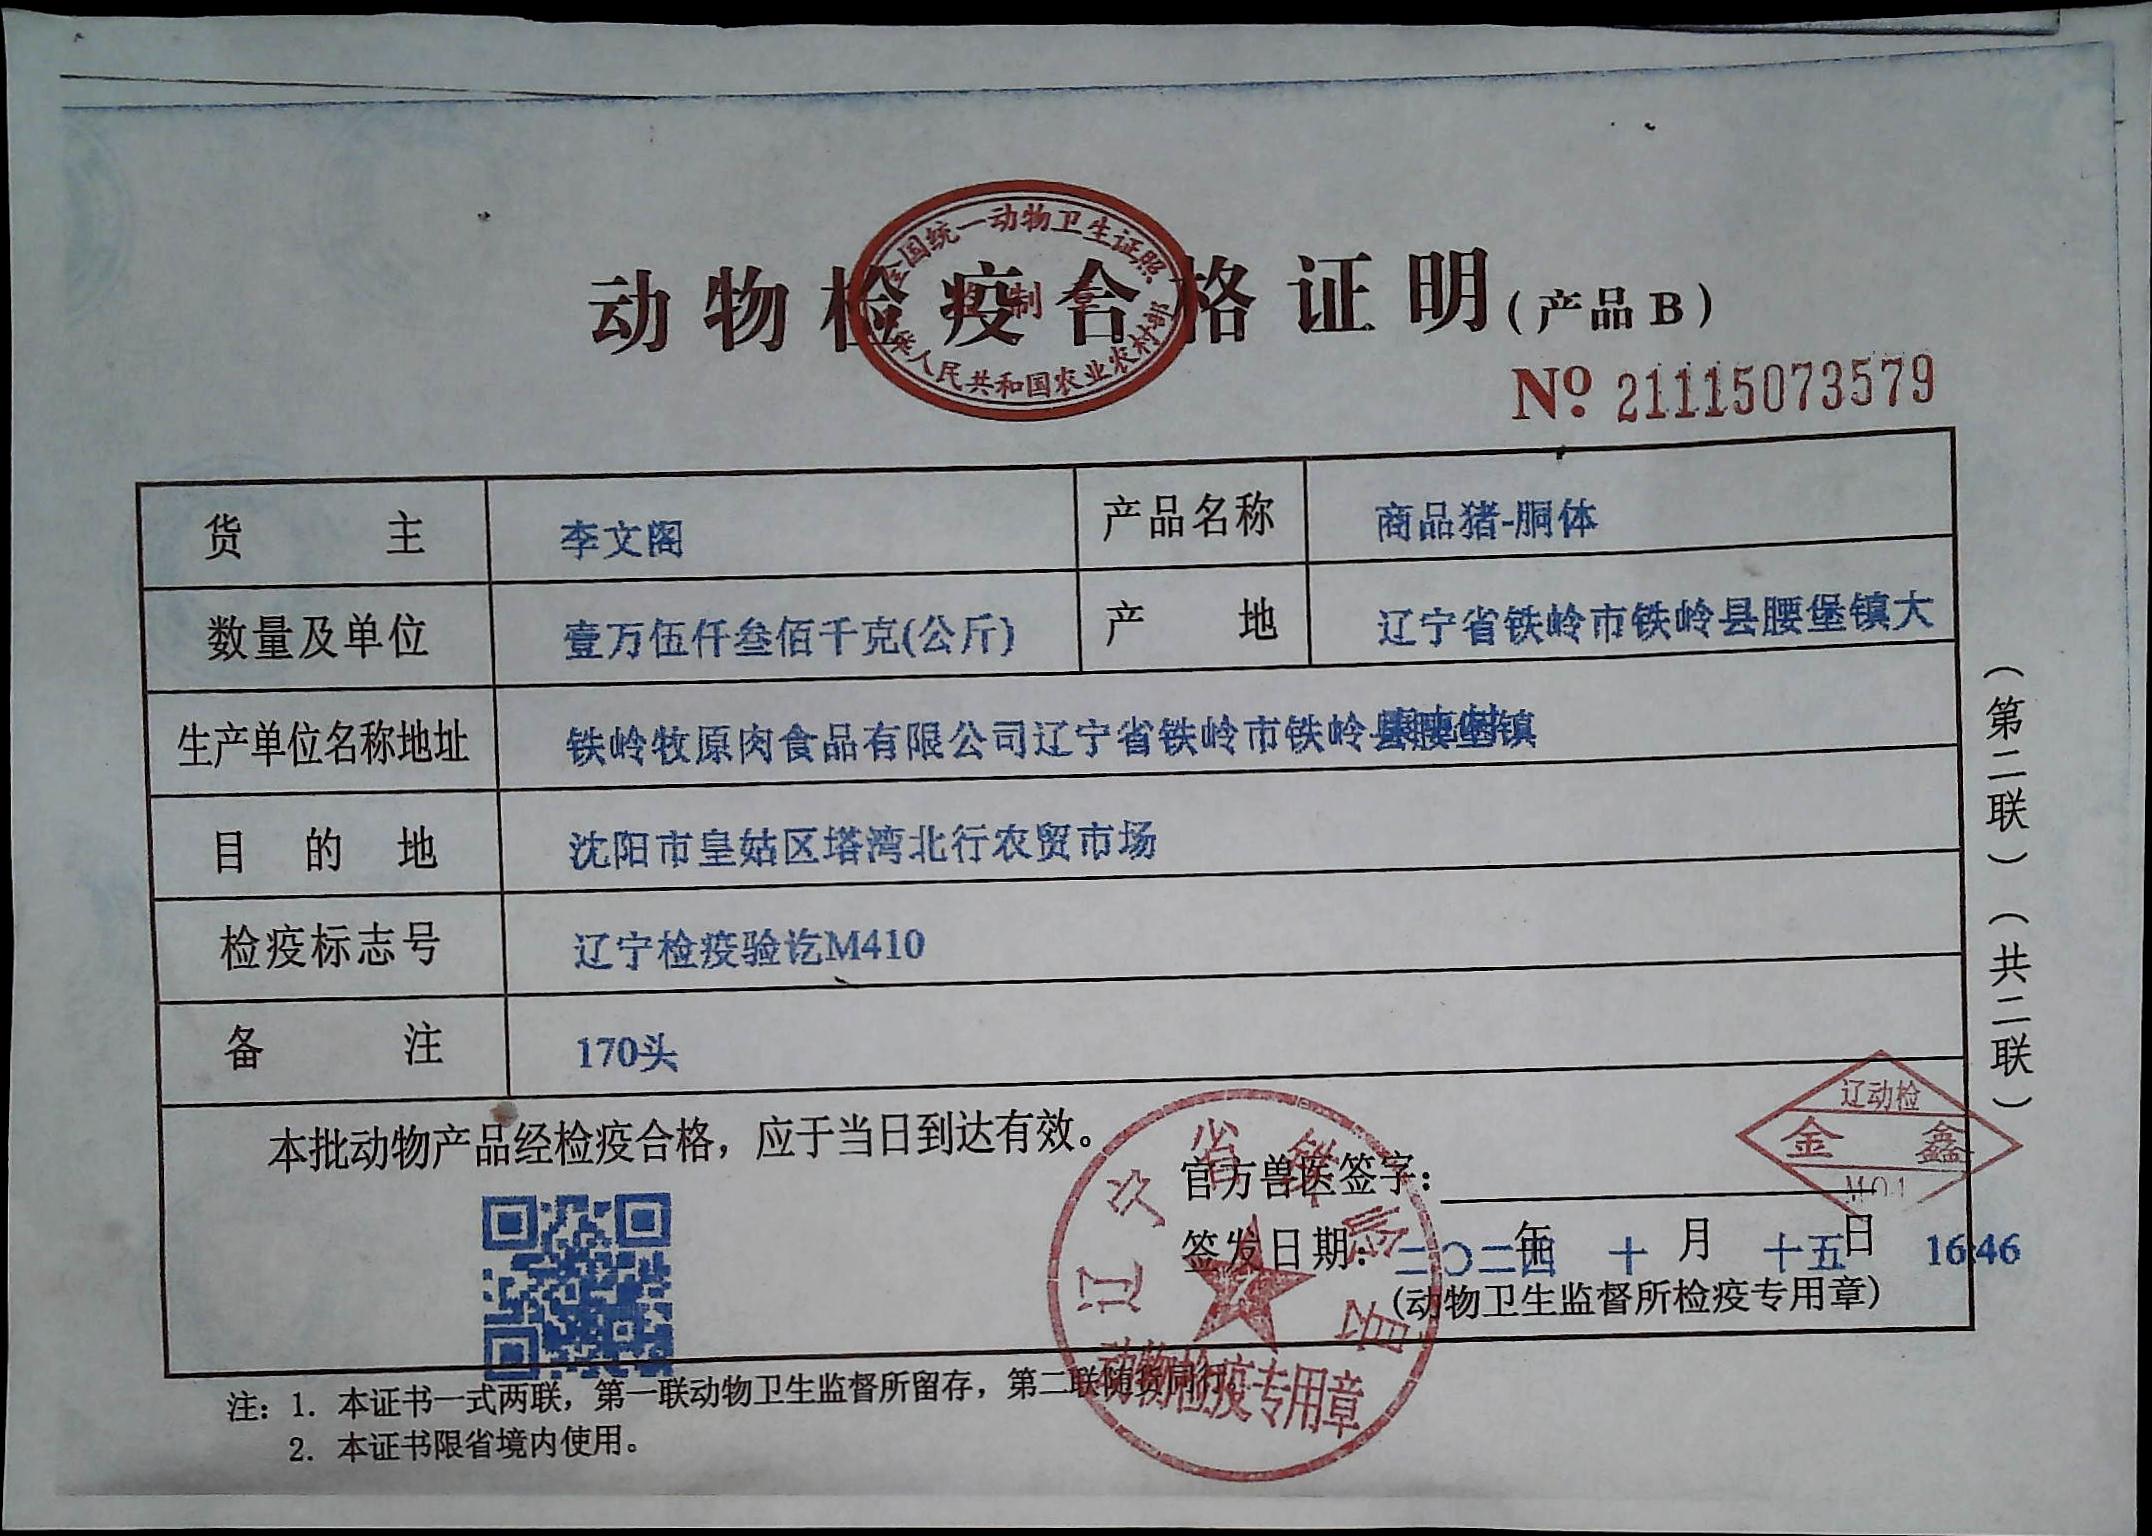 全国统一动物卫生证照
监制章
中华人民共和国农业农村部
动物检疫合格证明(产品B)
№ 21115073579
货主 李文阁 产品名称 商品猪-胴体
数量及单位 壹万伍仟叁佰千克(公斤) 产地 辽宁省铁岭市铁岭县腰堡镇大
生产单位名称地址 铁岭牧原肉食品有限公司辽宁省铁岭市铁岭县腰堡镇
目的地 沈阳市皇姑区塔湾北行农贸市场
检疫标志号 辽宁检疫验讫M410
备注 170头
(第二联)(共二联)
本批动物产品经检疫合格,应于当日到达有效。
辽动检
金鑫
官方兽医签字:
签发日期: 二〇二四年 十月 十五日 16:46
(动物卫生监督所检疫专用章)
辽宁省铁岭县
动物检疫专用章
注: 1. 本证书一式两联,第一联动物卫生监督所留存,第二联随货同行。
2. 本证书限省境内使用。